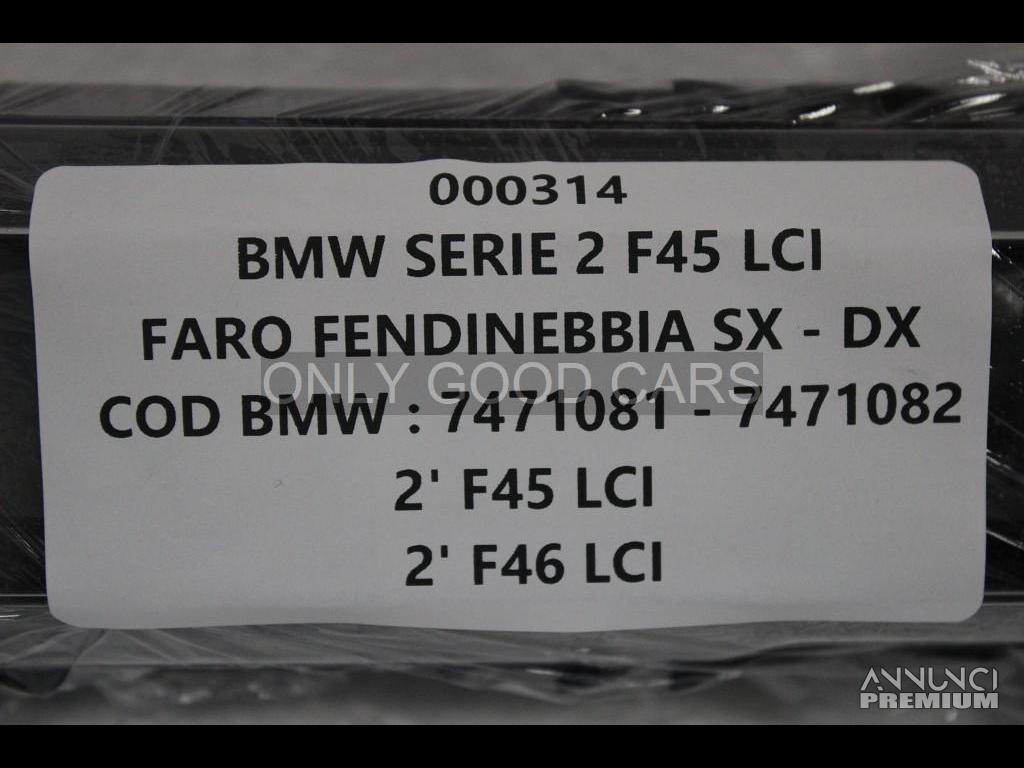 000314
BMW SERIE 2 F45 LCI
FARO FENDINEBBIA SX - DX
ONLY GOOD CARS
COD BMW : 7471081 - 7471082
2' F45 LCI
2' F46 LCI
ANNUNCI
PREMIUM